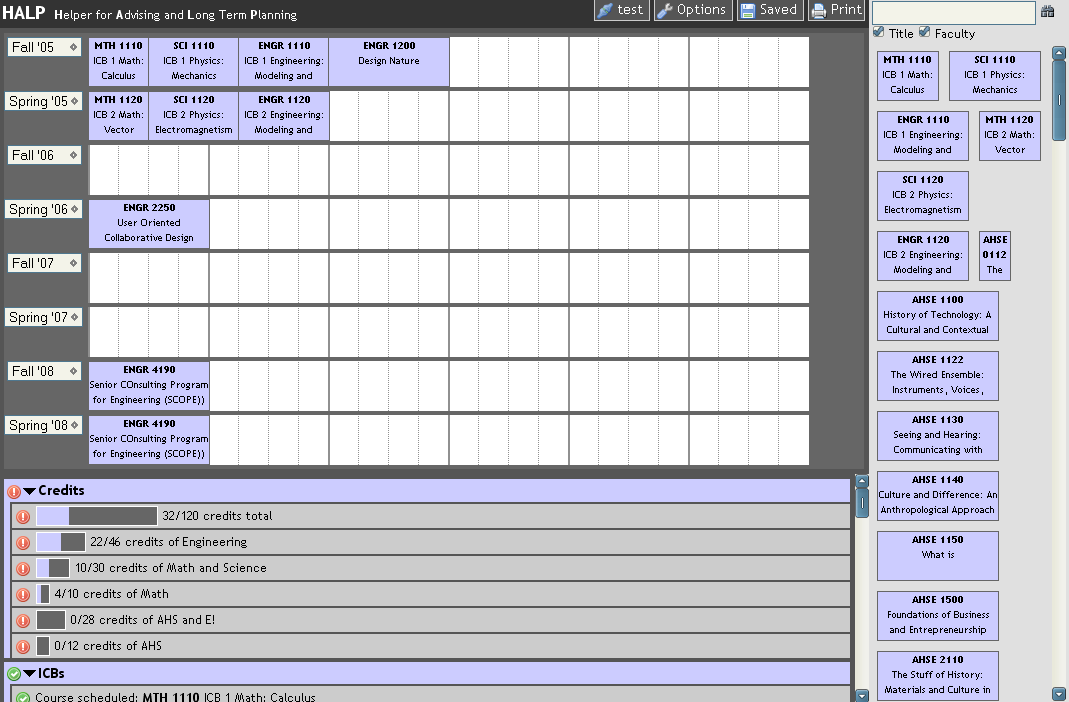 HALP Helper for Advising and Long Term Planning
test
Options
Saved
Print
Fall '05
MTH 1110
ICB 1 Math:
Calculus
SCI 1110
ICB 1 Physics:
Mechanics
ENGR 1110
ICB 1 Engineering:
Modeling and
ENGR 1200
Design Nature
Spring '05
MTH 1120
ICB 2 Math:
Vector
SCI 1120
ICB 2 Physics:
Electromagnetism
ENGR 1120
ICB 2 Engineering:
Modeling and
Fall '06
Spring '06
ENGR 2250
User Oriented
Collaborative Design
Fall '07
Spring '07
Fall '08
ENGR 4190
Senior COnsulting Program
for Engineering (SCOPE))
Spring '08
ENGR 4190
Senior COnsulting Program
for Engineering (SCOPE))
Credits
32/120 credits total
22/46 credits of Engineering
10/30 credits of Math and Science
4/10 credits of Math
0/28 credits of AHS and E!
0/12 credits of AHS
ICBs
Course scheduled: MTH 1110 ICB 1 Math: Calculus
Title
Faculty
MTH 1110
ICB 1 Math:
Calculus
SCI 1110
ICB 1 Physics:
Mechanics
ENGR 1110
ICB 1 Engineering:
Modeling and
MTH 1120
ICB 2 Math:
Vector
SCI 1120
ICB 2 Physics:
Electromagnetism
ENGR 1120
ICB 2 Engineering:
Modeling and
AHSE
0112
The
AHSE 1100
History of Technology: A
Cultural and Contextual
AHSE 1122
The Wired Ensemble:
Instruments, Voices,
AHSE 1130
Seeing and Hearing:
Communicating with
AHSE 1140
Culture and Difference: An
Anthropological Approach
AHSE 1150
What is
AHSE 1500
Foundations of Business
and Entrepreneurship
AHSE 2110
The Stuff of History:
Materials and Culture in